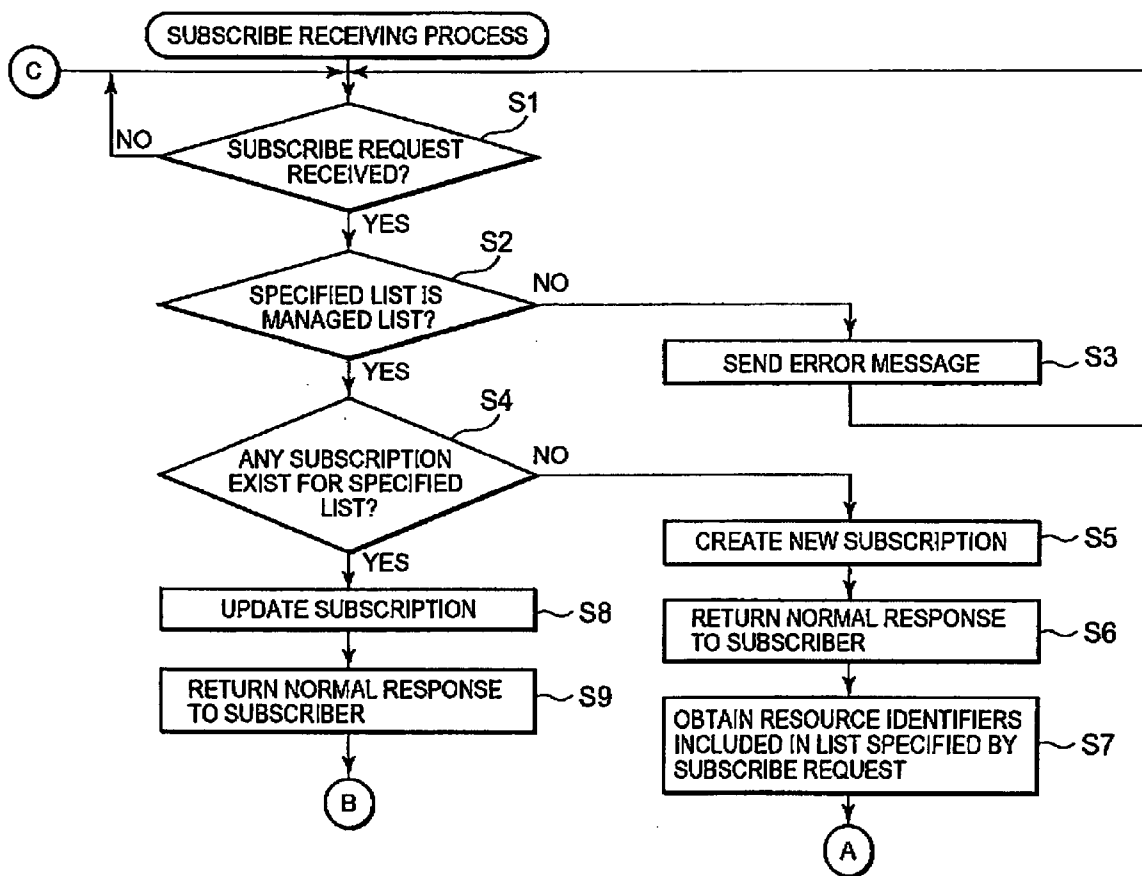 SUBSCRIBE RECEIVING PROCESS
C
S1
NO
SUBSCRIBE REQUEST
RECEIVED?
YES
S2
NO
SPECIFIED LIST IS
MANAGED LIST?
YES
SEND ERROR MESSAGE
S3
S4
NO
ANY SUBSCRIPTION
EXIST FOR SPECIFIED
LIST?
YES
CREATE NEW SUBSCRIPTION
S5
UPDATE SUBSCRIPTION
S8
RETURN NORMAL RESPONSE
TO SUBSCRIBER
S6
RETURN NORMAL RESPONSE
TO SUBSCRIBER
S9
OBTAIN RESOURCE IDENTIFIERS
INCLUDED IN LIST SPECIFIED BY
SUBSCRIBE REQUEST
S7
B
A